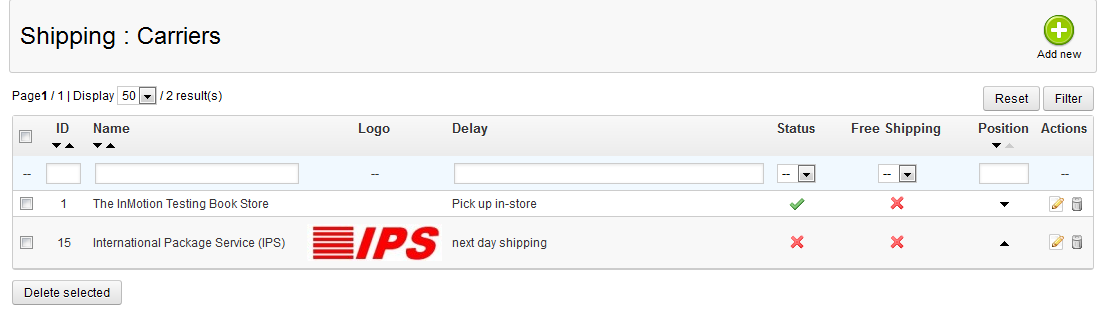 Shipping : Carriers
Add new
Page1 / 1 | Display 50 / 2 result(s)
Reset Filter
ID Name Logo Delay Status Free Shipping Position Actions
-- -- -- -- --
1 The InMotion Testing Book Store Pick up in-store
15 International Package Service (IPS) IPS next day shipping
Delete selected